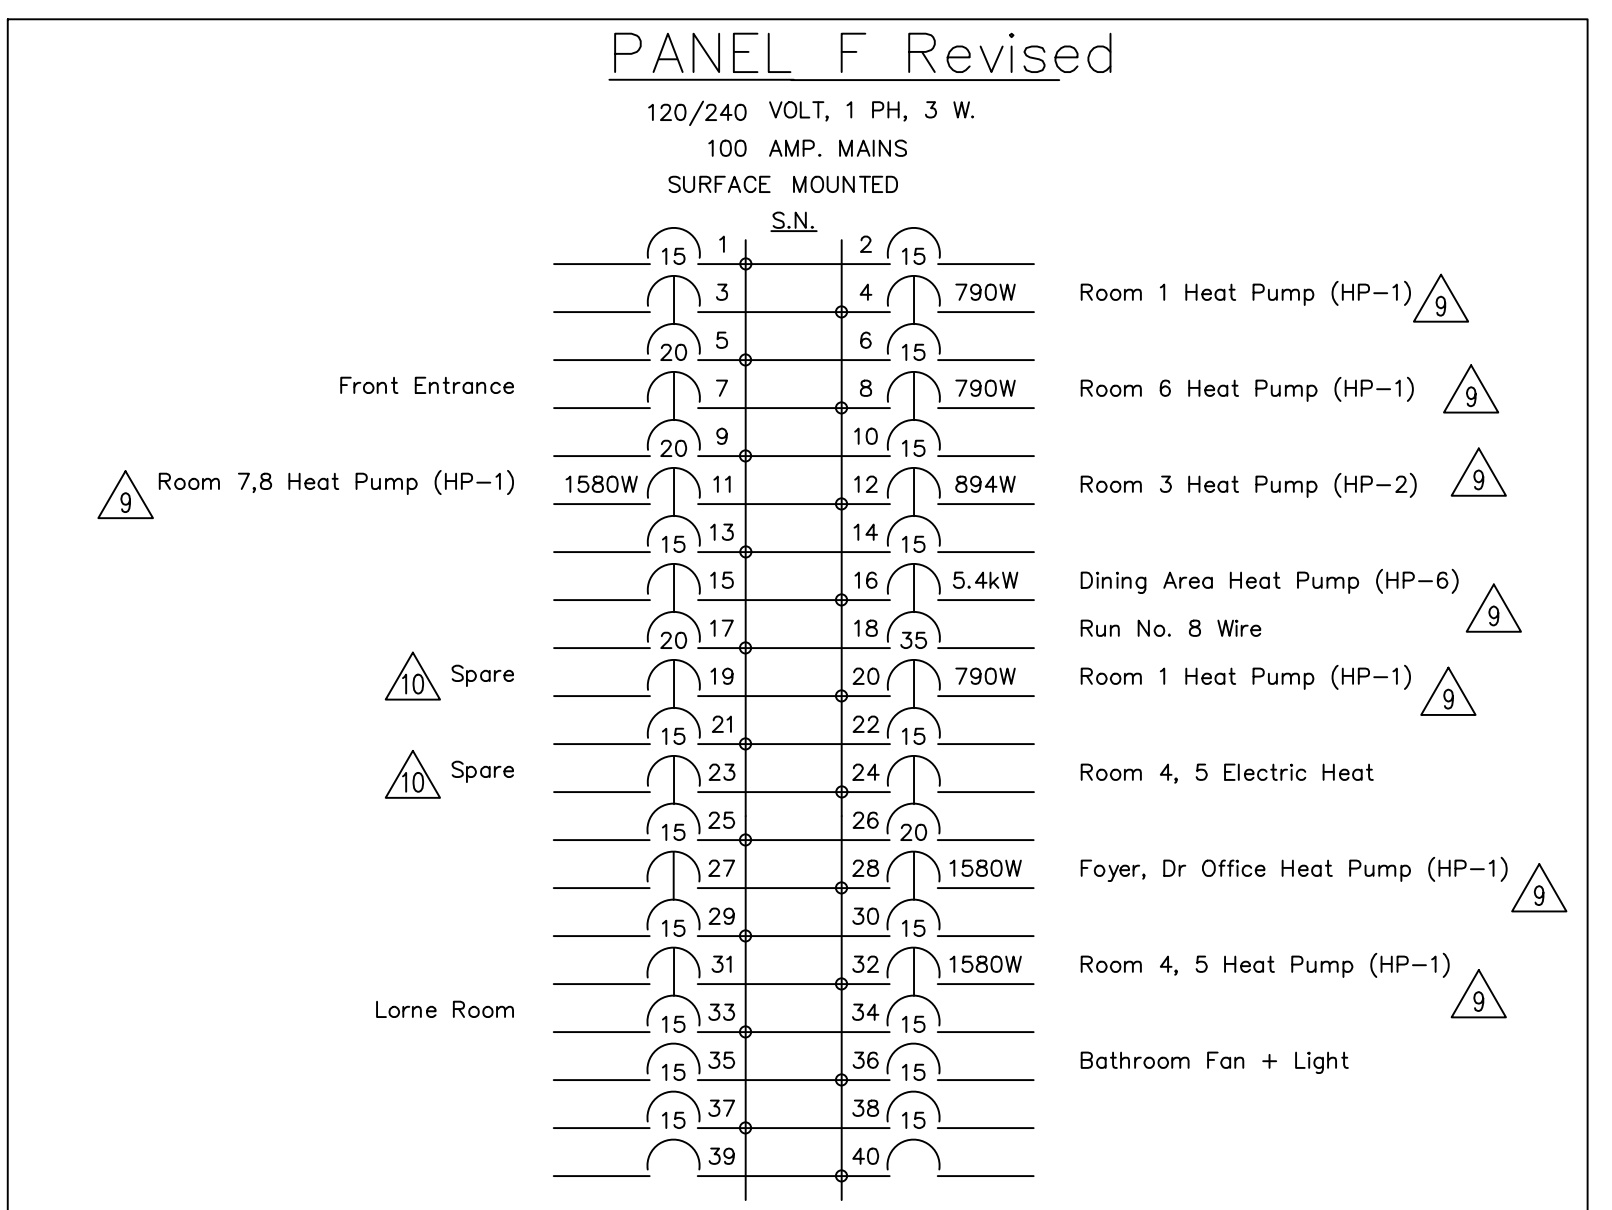 PANEL F Revised
120/240 VOLT, 1 PH, 3 W.
100 AMP. MAINS
SURFACE MOUNTED
S.N.
15 1 2 15
3 4 790W Room 1 Heat Pump (HP-1) 9
20 5 6 15
Front Entrance 7 8 790W Room 6 Heat Pump (HP-1) 9
20 9 10 15
9 Room 7,8 Heat Pump (HP-1) 1580W 11 12 894W Room 3 Heat Pump (HP-2) 9
15 13 14 15
15 16 5.4kW Dining Area Heat Pump (HP-6) 9
20 17 18 35 Run No. 8 Wire
10 Spare 19 20 790W Room 1 Heat Pump (HP-1) 9
15 21 22 15
10 Spare 23 24 Room 4, 5 Electric Heat
15 25 26 20
27 28 1580W Foyer, Dr Office Heat Pump (HP-1) 9
15 29 30 15
31 32 1580W Room 4, 5 Heat Pump (HP-1) 9
Lorne Room 15 33 34 15
15 35 36 15 Bathroom Fan + Light
15 37 38 15
39 40